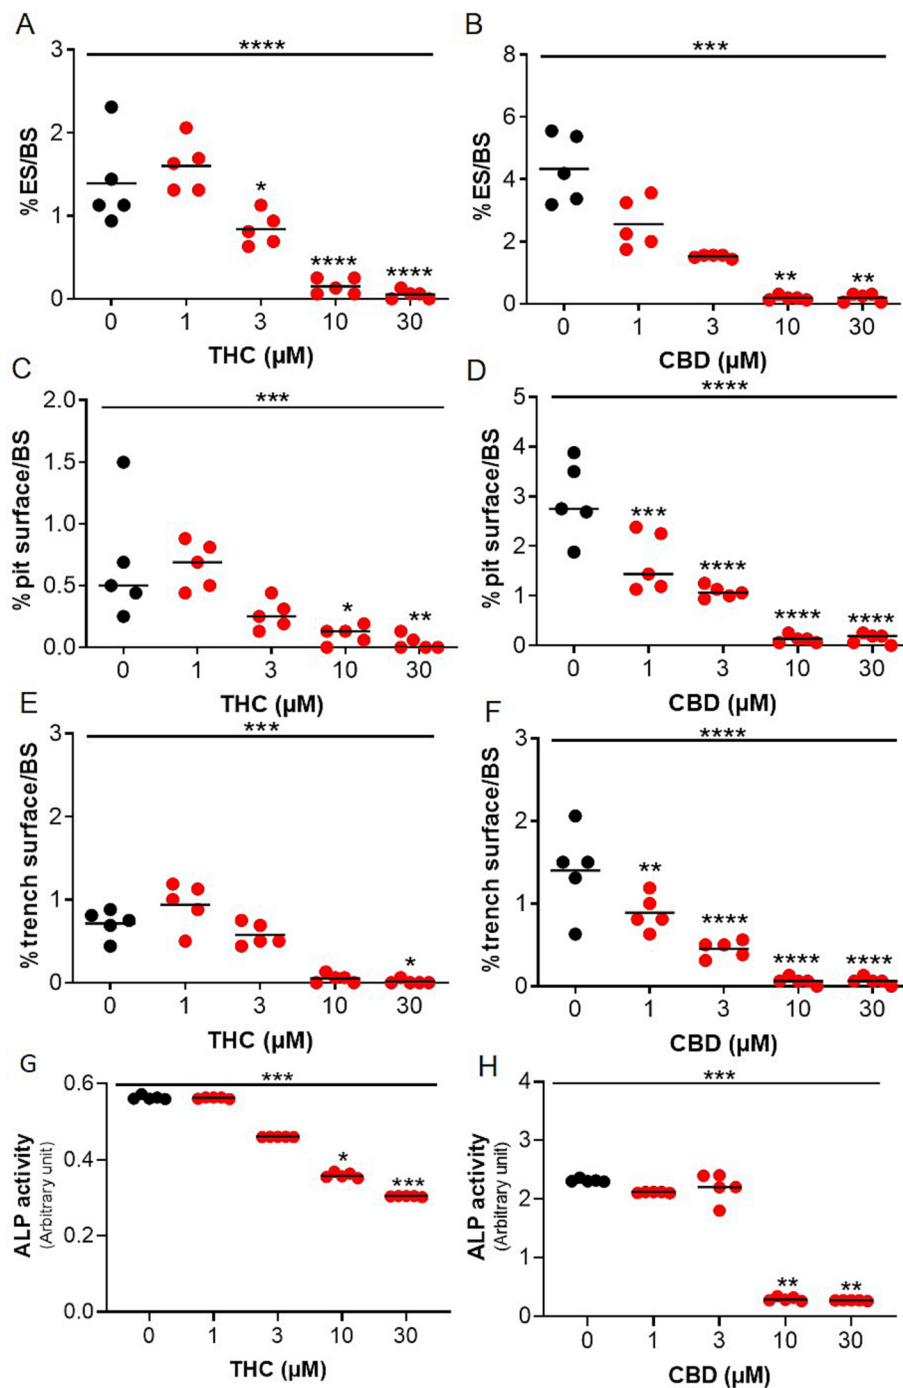 A
****
3
2
1
0
%ES/BS
*
****
****
0 1 3 10 30
THC (µM)
B
***
8
6
4
2
0
%ES/BS
**
**
0 1 3 10 30
CBD (µM)
C
***
2.0
1.5
1.0
0.5
0.0
%pit surface/BS
*
**
0 1 3 10 30
THC (µM)
D
****
5
4
3
2
1
0
%pit surface/BS
***
****
****
****
0 1 3 10 30
CBD (µM)
E
***
3
2
1
0
%trench surface/BS
*
0 1 3 10 30
THC (µM)
F
****
3
2
1
0
%trench surface/BS
**
****
****
****
0 1 3 10 30
CBD (µM)
G
***
0.6
0.4
0.2
0.0
ALP activity
(Arbitrary unit)
*
***
0 1 3 10 30
THC (µM)
H
***
4
3
2
1
0
ALP activity
(Arbitrary unit)
**
**
0 1 3 10 30
CBD (µM)